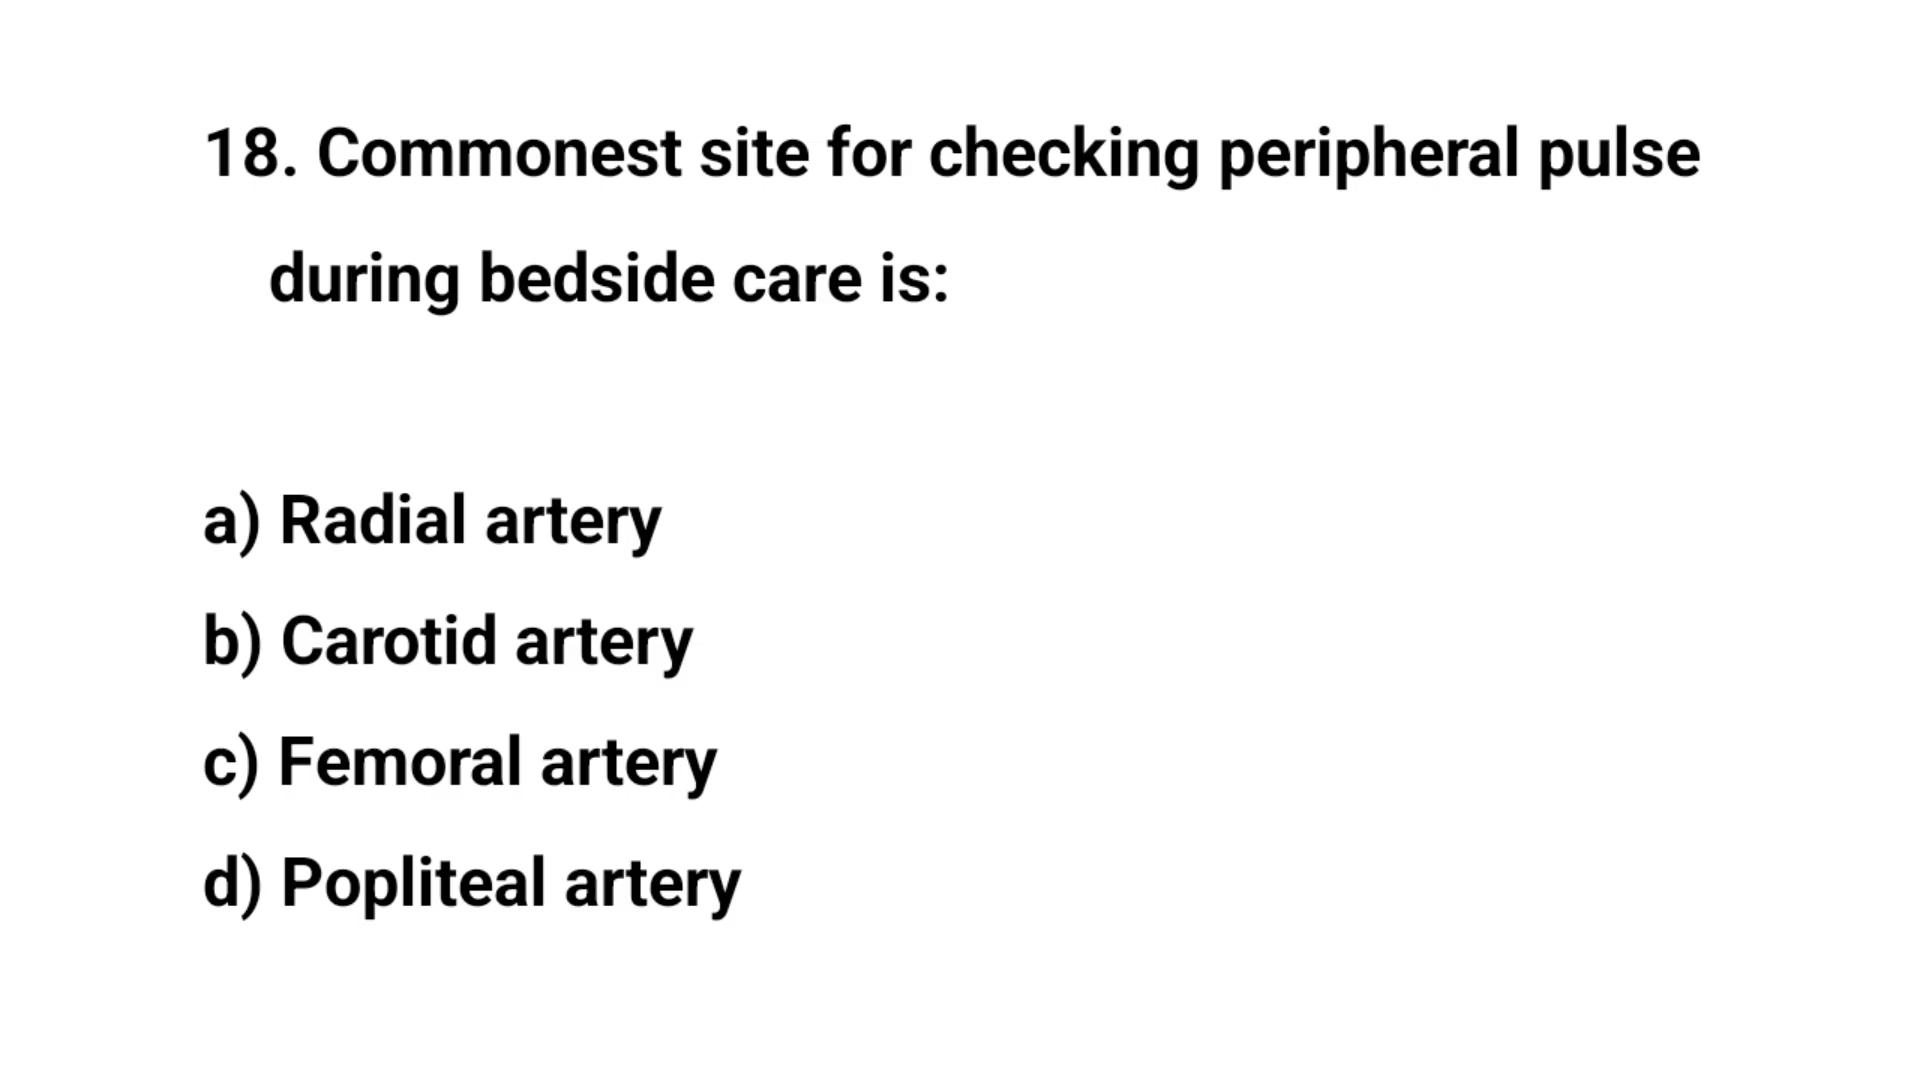 18. Commonest site for checking peripheral pulse
during bedside care is:
a) Radial artery
b) Carotid artery
c) Femoral artery
d) Popliteal artery